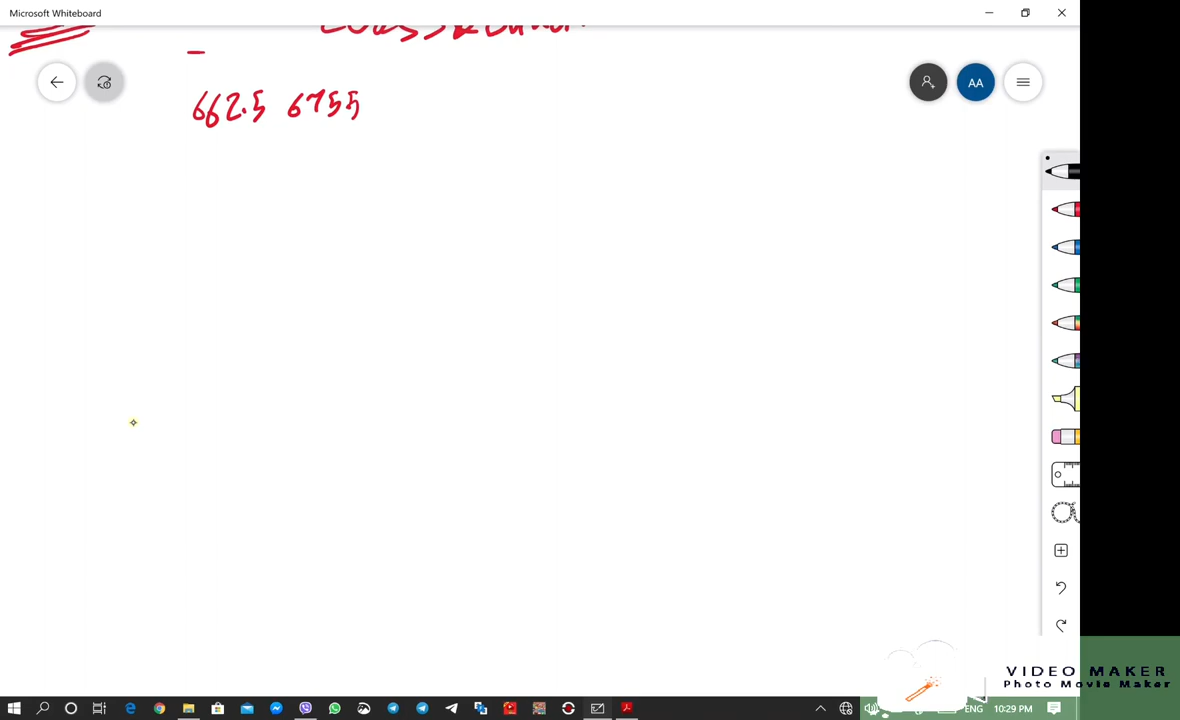 Microsoft Whiteboard
AA
662.5 6755
VIDEO MAKER
Photo Movie Maker
ENG
10:29 PM